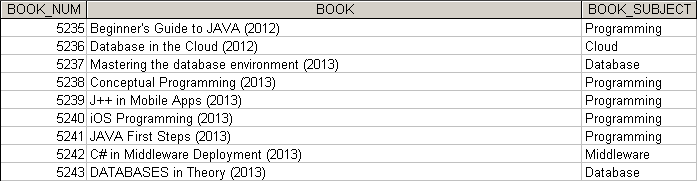 BOOK_NUM BOOK BOOK_SUBJECT
5235 Beginner's Guide to JAVA (2012) Programming
5236 Database in the Cloud (2012) Cloud
5237 Mastering the database environment (2013) Database
5238 Conceptual Programming (2013) Programming
5239 J++ in Mobile Apps (2013) Programming
5240 iOS Programming (2013) Programming
5241 JAVA First Steps (2013) Programming
5242 C# in Middleware Deployment (2013) Middleware
5243 DATABASES in Theory (2013) Database